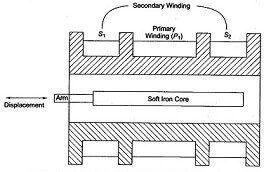 Secondary Winding
S1
Primary
Winding (P1)
S2
Arm
Displacement
Soft Iron Core